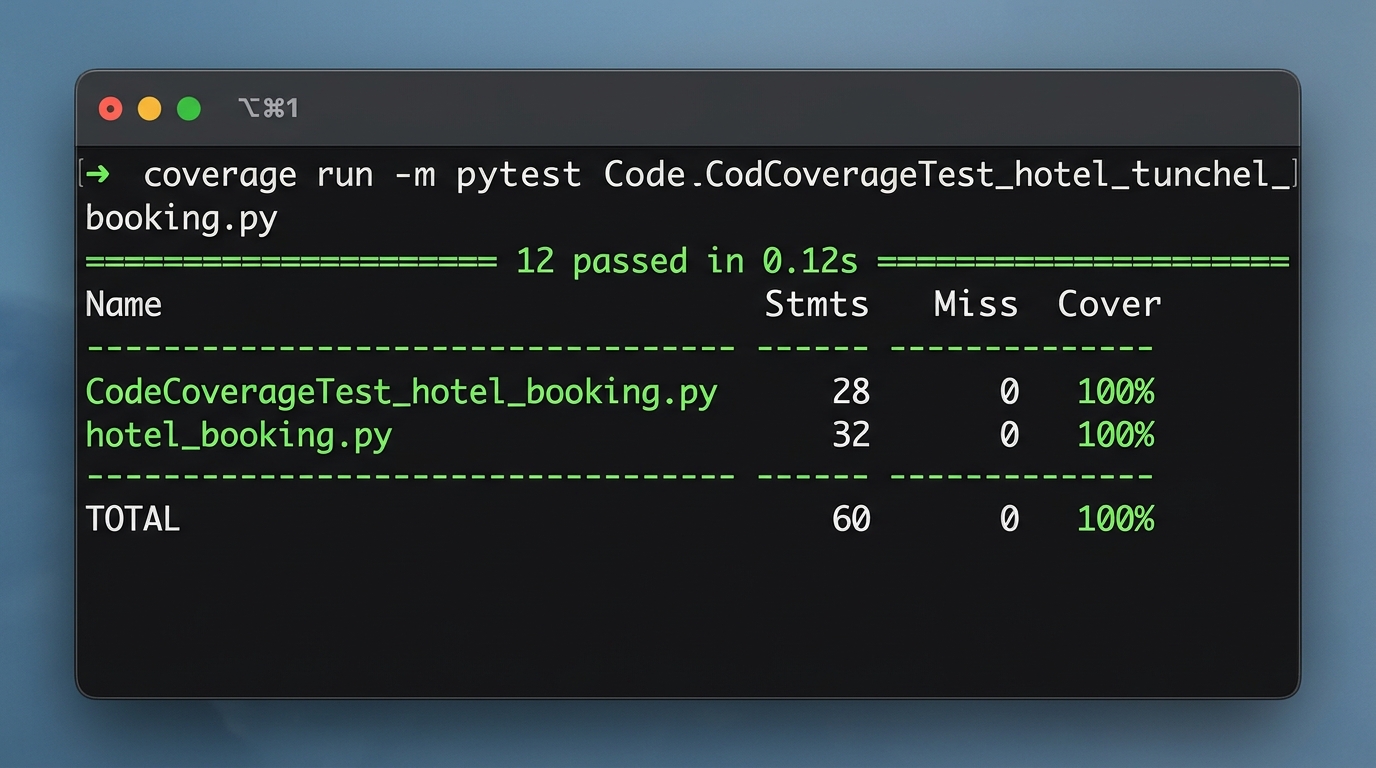 ⌥⌘1
➜ coverage run -m pytest Code.CodCoverageTest_hotel_tunchel_
booking.py
===================== 12 passed in 0.12s =====================
Name Stmts Miss Cover
---------------------------------- ------ --------------
CodeCoverageTest_hotel_booking.py 28 0 100%
hotel_booking.py 32 0 100%
---------------------------------- ------ --------------
TOTAL 60 0 100%